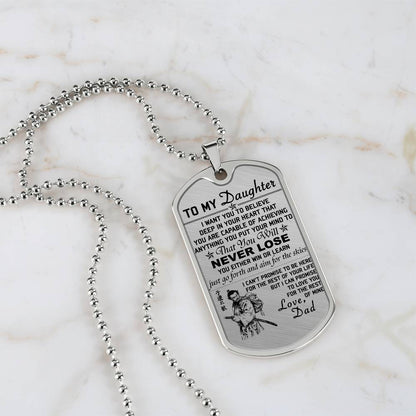 TO MY Daughter
I WANT YOU TO BELIEVE
DEEP IN YOUR HEART THAT
YOU ARE CAPABLE OF ACHIEVING
ANYTHING YOU PUT YOUR MIND TO
That You Will
NEVER LOSE
YOU EITHER WIN OR LEARN
just go forth and aim for the skies
I CAN'T PROMISE TO BE HERE
FOR THE REST OF YOUR LIFE
BUT I CAN PROMISE
TO LOVE YOU
FOR THE REST
OF MINE
Love, Dad